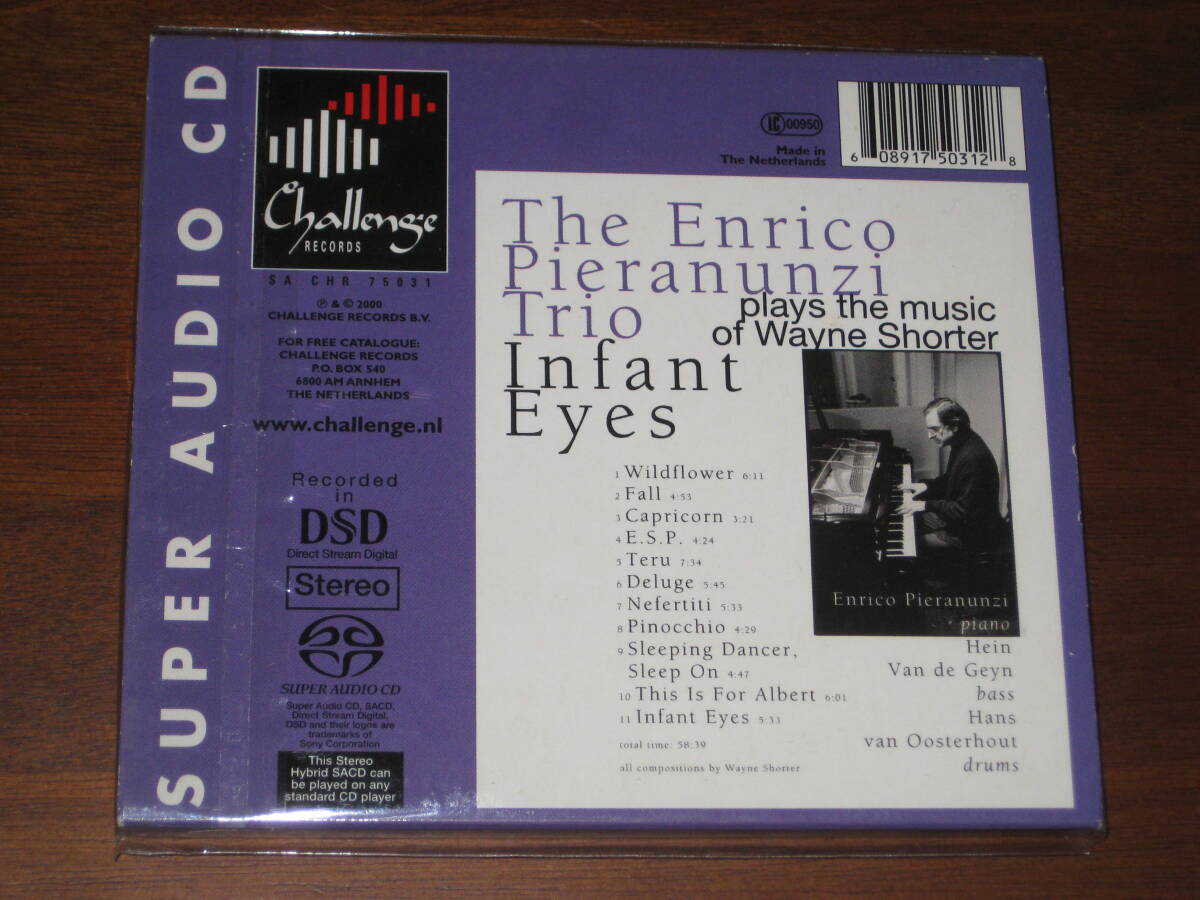 SUPER AUDIO CD
Challenge
RECORDS
SA CHR 75031
℗ & © 2000
CHALLENGE RECORDS B.V.
FOR FREE CATALOGUE:
CHALLENGE RECORDS
P.O. BOX 540
6800 AM ARNHEM
THE NETHERLANDS
www.challenge.nl
Recorded
in
DSD
Direct Stream Digital
Stereo
SUPER AUDIO CD
Super Audio CD, SACD,
Direct Stream Digital,
DSD and their logos are
trademarks of
Sony Corporation
This Stereo
Hybrid SACD can
be played on any
standard CD player
LC 00950
Made in
The Netherlands
6 08917 50312 8
The Enrico
Pieranunzi
Trio
plays the music
of Wayne Shorter
Infant
Eyes
1 Wildflower 6:11
2 Fall 4:53
3 Capricorn 3:21
4 E.S.P. 4:24
5 Teru 7:34
6 Deluge 5:45
7 Nefertiti 5:33
8 Pinocchio 4:29
9 Sleeping Dancer,
Sleep On 4:47
10 This Is For Albert 6:01
11 Infant Eyes 5:33
total time: 58:39
all compositions by Wayne Shorter
Enrico Pieranunzi
piano
Hein
Van de Geyn
bass
Hans
van Oosterhout
drums